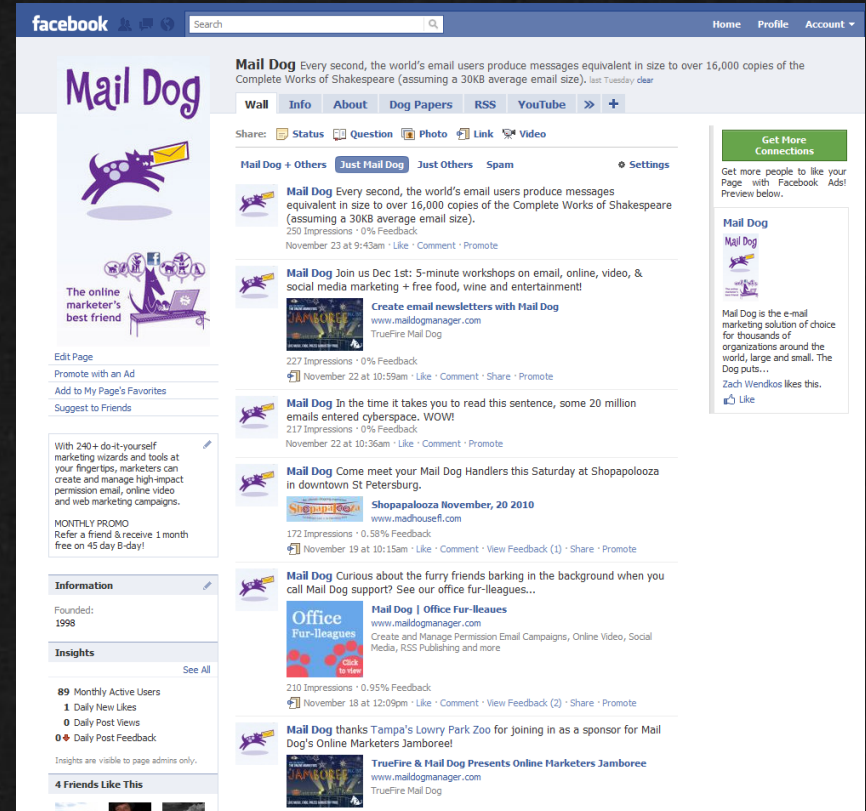 facebook
Search
Home Profile Account
Mail Dog
The online
marketer's
best friend
Edit Page
Promote with an Ad
Add to My Page's Favorites
Suggest to Friends
With 240+ do-it-yourself
marketing wizards and tools at
your fingertips, marketers can
create and manage high-impact
permission email, online video
and web marketing campaigns.
MONTHLY PROMO
Refer a friend & receive 1 month
free on 45 day B-day!
Information
Founded:
1998
Insights
See All
89 Monthly Active Users
1 Daily New Likes
0 Daily Post Views
0 Daily Post Feedback
Insights are visible to page admins only.
4 Friends Like This
Mail Dog Every second, the world's email users produce messages equivalent in size to over 16,000 copies of the
Complete Works of Shakespeare (assuming a 30KB average email size). last Tuesday clear
Wall Info About Dog Papers RSS YouTube » +
Share: Status Question Photo Link Video
Mail Dog + Others Just Mail Dog Just Others Spam Settings
Mail Dog Every second, the world's email users produce messages
equivalent in size to over 16,000 copies of the Complete Works of Shakespeare
(assuming a 30KB average email size).
250 Impressions · 0% Feedback
November 23 at 9:43am · Like · Comment · Promote
Mail Dog Join us Dec 1st: 5-minute workshops on email, online, video, &
social media marketing + free food, wine and entertainment!
JAMBOREE
Create email newsletters with Mail Dog
www.maildogmanager.com
TrueFire Mail Dog
227 Impressions · 0% Feedback
November 22 at 10:59am · Like · Comment · Share · Promote
Mail Dog In the time it takes you to read this sentence, some 20 million
emails entered cyberspace. WOW!
217 Impressions · 0% Feedback
November 22 at 10:36am · Like · Comment · Promote
Mail Dog Come meet your Mail Dog Handlers this Saturday at Shopapolooza
in downtown St Petersburg.
Shopapalooza
Shopapalooza November, 20 2010
www.madhousefl.com
172 Impressions · 0.58% Feedback
November 19 at 10:15am · Like · Comment · View Feedback (1) · Share · Promote
Mail Dog Curious about the furry friends barking in the background when you
call Mail Dog support? See our office fur-lleagues...
Office
Fur-lleagues
Click
to view
Mail Dog | Office Fur-lleaues
www.maildogmanager.com
Create and Manage Permission Email Campaigns, Online Video, Social
Media, RSS Publishing and more
210 Impressions · 0.95% Feedback
November 18 at 12:09pm · Like · Comment · View Feedback (2) · Share · Promote
Mail Dog thanks Tampa's Lowry Park Zoo for joining in as a sponsor for Mail
Dog's Online Marketers Jamboree!
JAMBOREE
TrueFire & Mail Dog Presents Online Marketers Jamboree
www.maildogmanager.com
TrueFire Mail Dog
Get More
Connections
Get more people to like your
Page with Facebook Ads!
Preview below.
Mail Dog
Mail Dog
Mail Dog is the e-mail
marketing solution of choice
for thousands of
organizations around the
world, large and small. The
Dog puts...
Zach Wendkos likes this.
Like